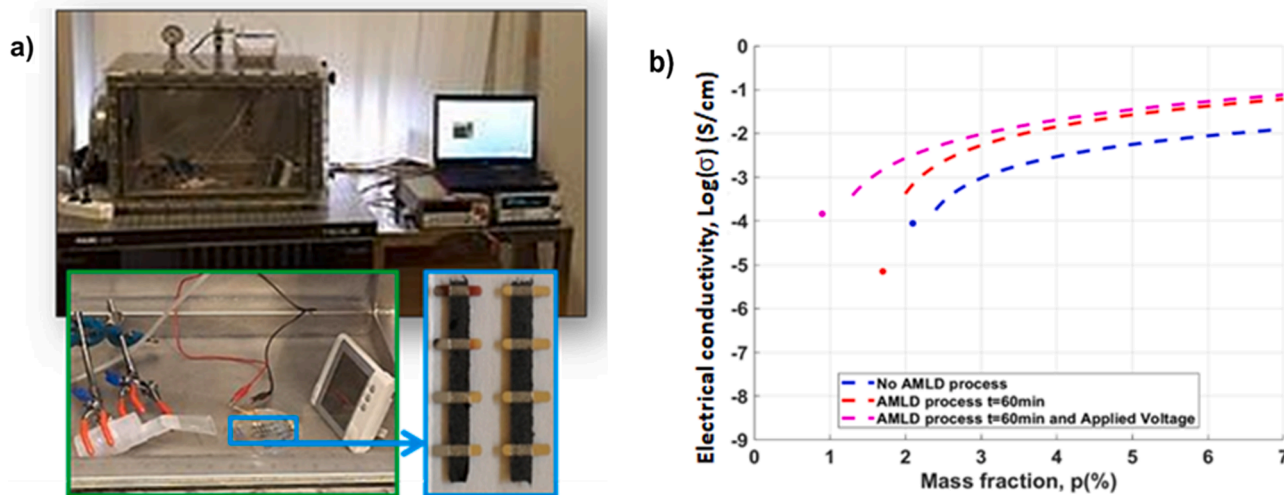 a)
b)
Electrical conductivity, Log(σ) (S/cm)
0
-1
-2
-3
-4
-5
-6
-7
-8
-9
No AMLD process
AMLD process t=60min
AMLD process t=60min and Applied Voltage
0 1 2 3 4 5 6 7
Mass fraction, p(%)